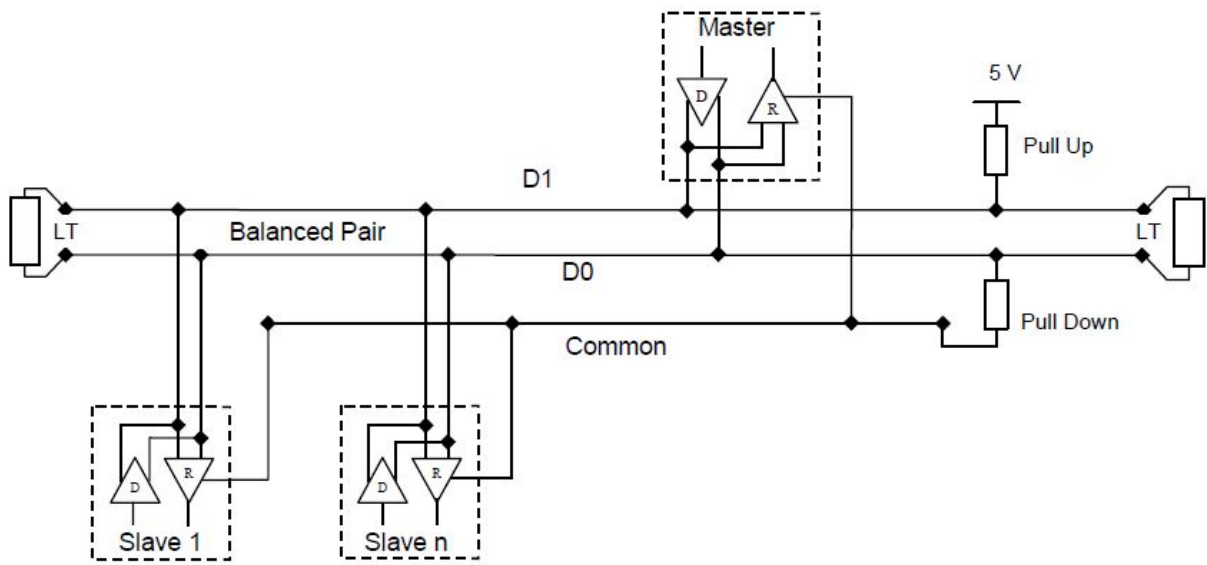 Master
5 V
D
R
Pull Up
D1
LT
Balanced Pair
LT
D0
Pull Down
Common
D
R
D
R
Slave 1
Slave n